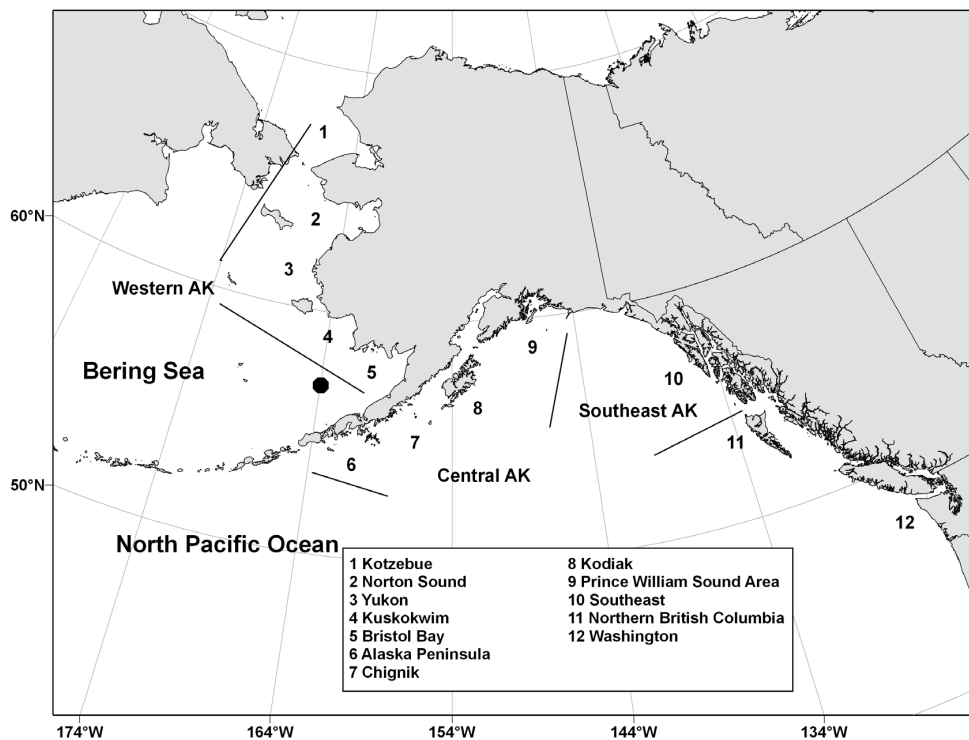 1
60°N
2
3
Western AK
4
Bering Sea
5
9
10
8
Southeast AK
7
11
6
Central AK
50°N
12
North Pacific Ocean
1 Kotzebue
2 Norton Sound
3 Yukon
4 Kuskokwim
5 Bristol Bay
6 Alaska Peninsula
7 Chignik
8 Kodiak
9 Prince William Sound Area
10 Southeast
11 Northern British Columbia
12 Washington
174°W 164°W 154°W 144°W 134°W